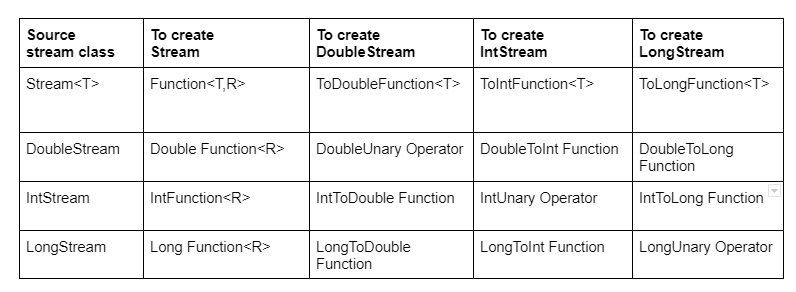 Source stream class | To create Stream | To create DoubleStream | To create IntStream | To create LongStream
Stream<T> | Function<T,R> | ToDoubleFunction<T> | ToIntFunction<T> | ToLongFunction<T>
DoubleStream | Double Function<R> | DoubleUnary Operator | DoubleToInt Function | DoubleToLong Function
IntStream | IntFunction<R> | IntToDouble Function | IntUnary Operator | IntToLong Function
LongStream | Long Function<R> | LongToDouble Function | LongToInt Function | LongUnary Operator